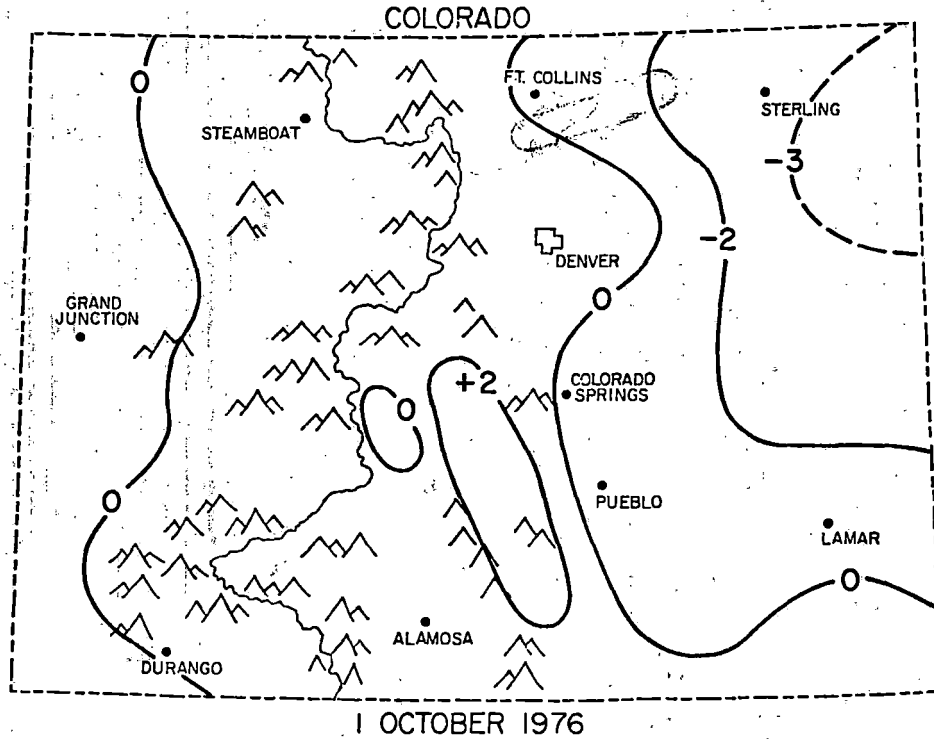 COLORADO
0
FT. COLLINS
STERLING
STEAMBOAT
-3
-2
DENVER
GRAND
JUNCTION
0
+2
COLORADO
SPRINGS
0
0
PUEBLO
LAMAR
0
ALAMOSA
DURANGO
1 OCTOBER 1976